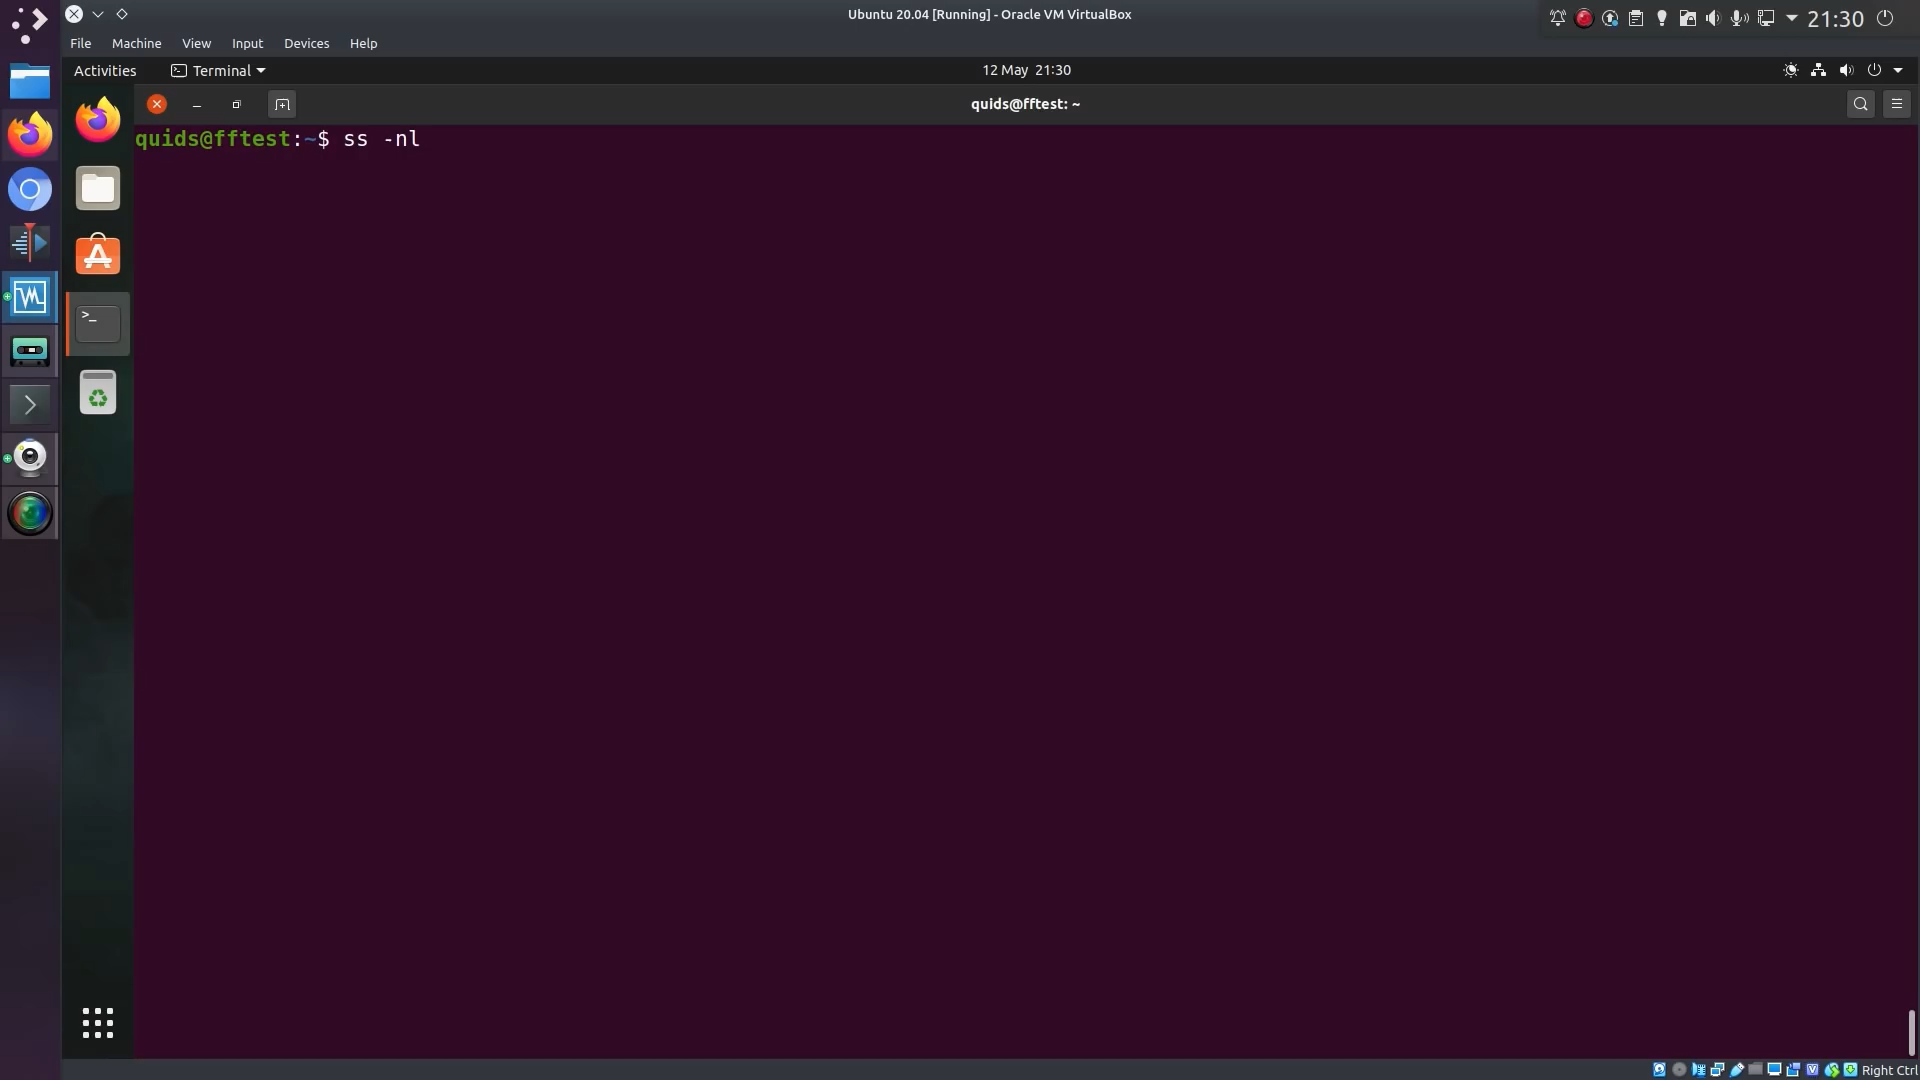 Ubuntu 20.04 [Running] - Oracle VM VirtualBox
21:30
File Machine View Input Devices Help
Activities Terminal 12 May 21:30
quids@fftest: ~
quids@fftest:~$ ss -nl
>_
Right Ctrl